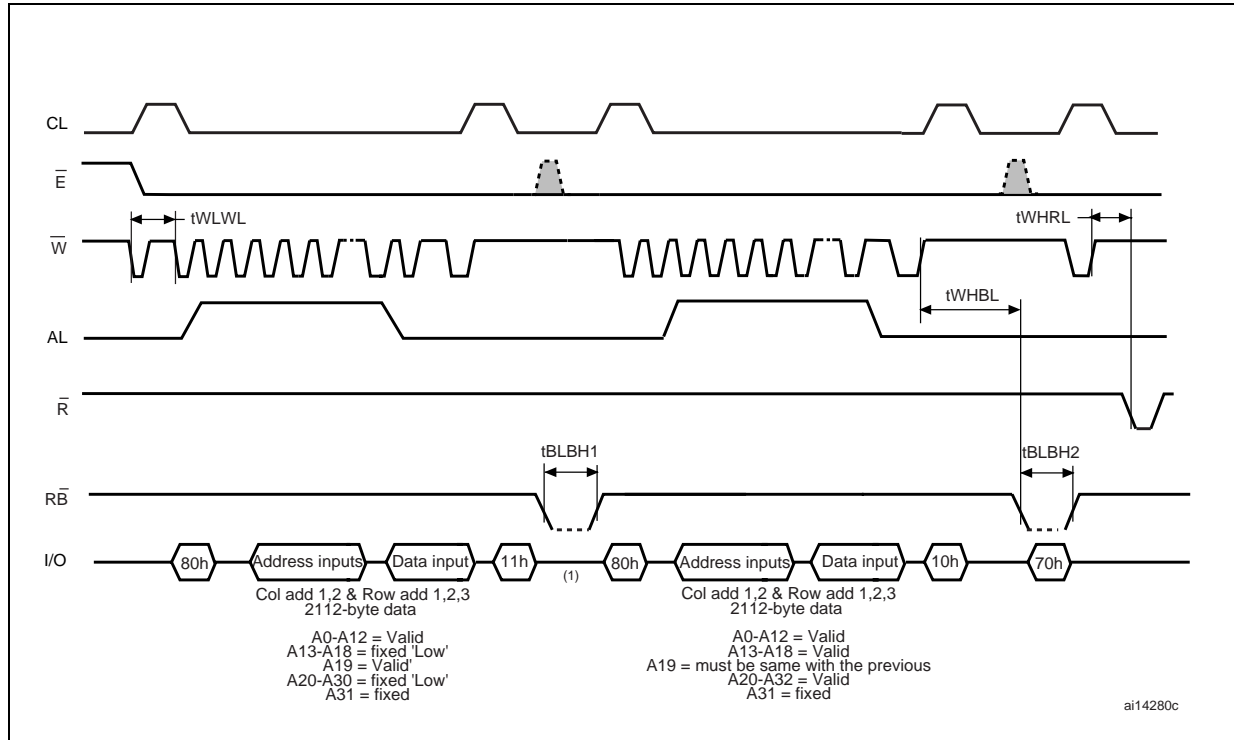 CL
E̅
tWLWL
tWHRL
W̅
tWHBL
AL
R̅
tBLBH1
tBLBH2
RB̅
I/O
80h
Address inputs
Data input
11h
(1)
80h
Address inputs
Data input
10h
70h
Col add 1,2 & Row add 1,2,3
2112-byte data
A0-A12 = Valid
A13-A18 = fixed 'Low'
A19 = Valid'
A20-A30 = fixed 'Low'
A31 = fixed
Col add 1,2 & Row add 1,2,3
2112-byte data
A0-A12 = Valid
A13-A18 = Valid
A19 = must be same with the previous
A20-A32 = Valid
A31 = fixed
ai14280c